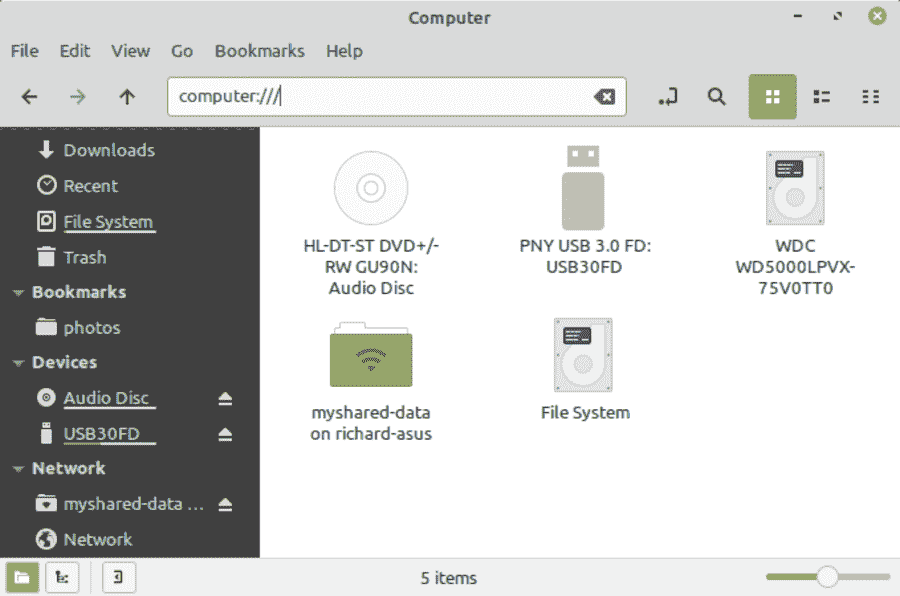 Computer
File Edit View Go Bookmarks Help
computer:///
Downloads
Recent
File System
Trash
Bookmarks
photos
Devices
Audio Disc
USB30FD
Network
myshared-data ...
Network
HL-DT-ST DVD+/-
RW GU90N:
Audio Disc
PNY USB 3.0 FD:
USB30FD
WDC
WD5000LPVX-
75V0TT0
myshared-data
on richard-asus
File System
5 items